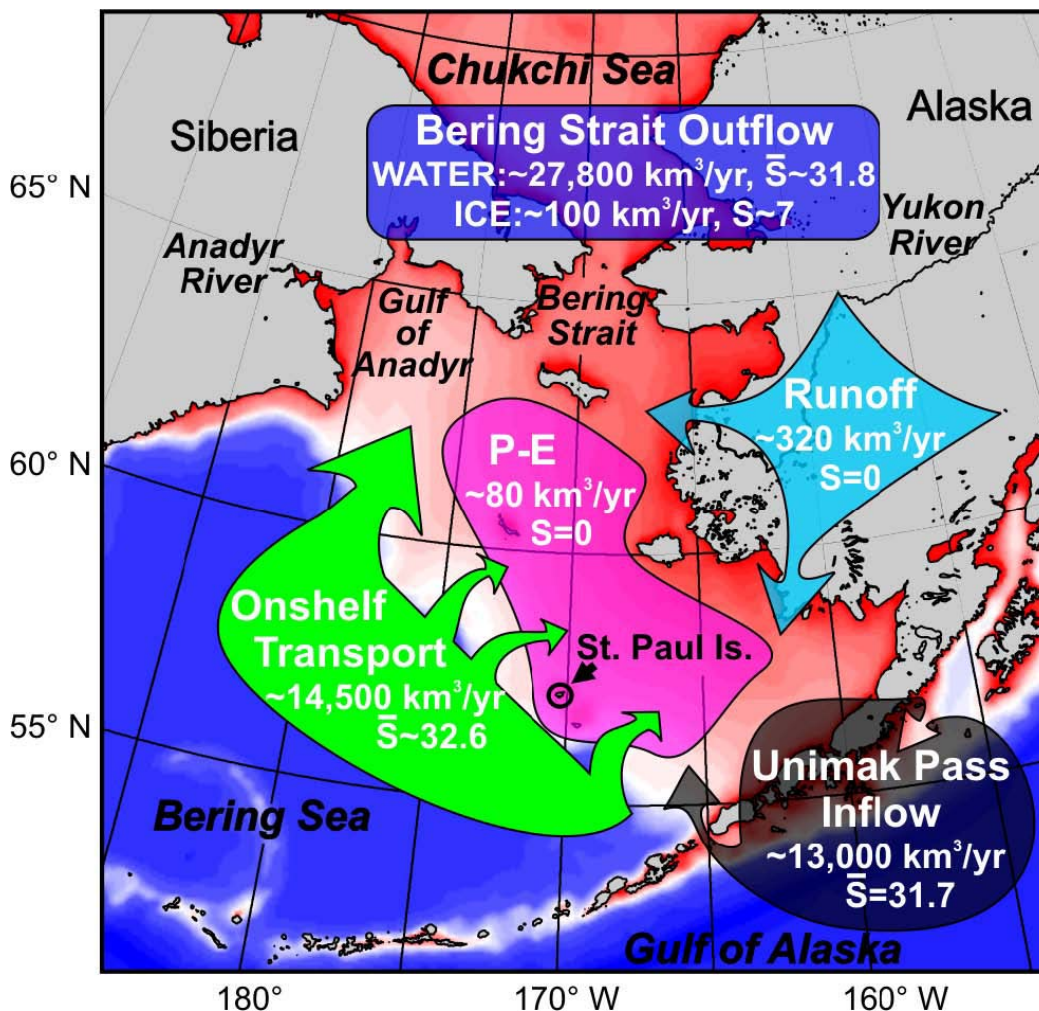 Chukchi Sea
Siberia
Alaska
Bering Strait Outflow
WATER:~27,800 km³/yr, S̅~31.8
ICE:~100 km³/yr, S~7
65° N
Anadyr
River
Yukon
River
Gulf
of
Anadyr
Bering
Strait
Runoff
~320 km³/yr
S=0
P-E
~80 km³/yr
S=0
60° N
Onshelf
Transport
~14,500 km³/yr
S̅~32.6
St. Paul Is.
55° N
Unimak Pass
Inflow
~13,000 km³/yr
S̅=31.7
Bering Sea
Gulf of Alaska
180°
170° W
160° W